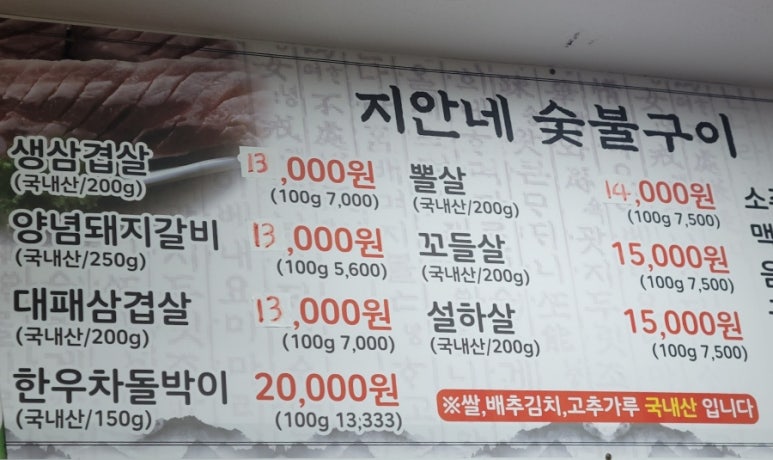 지안네 숯불구이
생삼겹살 13,000원
(국내산/200g) (100g 7,000)
양념돼지갈비 13,000원
(국내산/250g) (100g 5,600)
대패삼겹살 13,000원
(국내산/200g) (100g 7,000)
한우차돌박이 20,000원
(국내산/150g) (100g 13,333)
뽈살 14,000원
(국내산/200g) (100g 7,500)
꼬들살 15,000원
(국내산/200g) (100g 7,500)
설하살 15,000원
(국내산/200g) (100g 7,500)
※쌀,배추김치,고추가루 국내산 입니다
소
맥
음